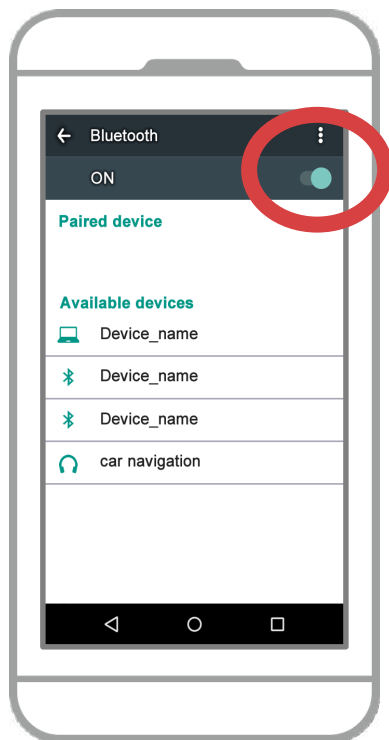 Bluetooth
ON
Paired device
Available devices
Device_name
Device_name
Device_name
car navigation